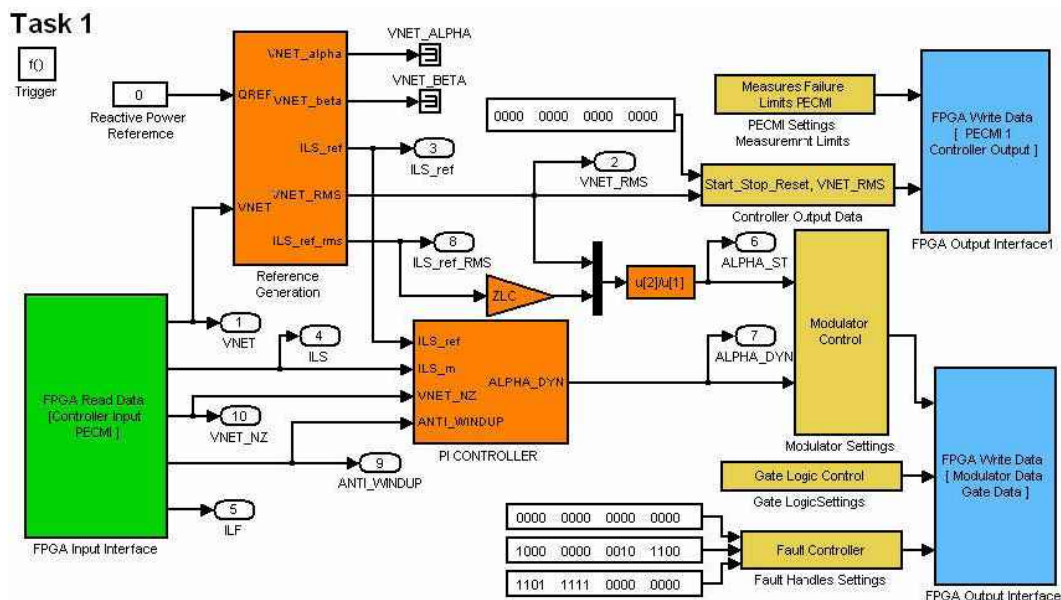 Task 1
f()
Trigger
0
Reactive Power
Reference
QREF
VNET
VNET_alpha
VNET_beta
ILS_ref
VNET_RMS
ILS_ref_rms
Reference
Generation
VNET_ALPHA
VNET_BETA
3
ILS_ref
2
VNET_RMS
8
ILS_ref_RMS
ZLC
u[2]/u[1]
6
ALPHA_ST
7
ALPHA_DYN
0000 0000 0000 0000
Measures Failure
Limits PECMI
PECMI Settings
Measuremrnt Limits
Start_Stop_Reset, VNET_RMS
Controller Output Data
FPGA Write Data
[ PECMI 1
Controller Output ]
FPGA Output Interface1
FPGA Read Data
[Controller Input
PECMI ]
FPGA Input Interface
1
VNET
4
ILS
10
VNET_NZ
9
ANTI_WINDUP
5
ILF
ILS_ref
ILS_m
VNET_NZ
ANTI_WINDUP
ALPHA_DYN
PI CONTROLLER
Modulator
Control
Modulator Settings
Gate Logic Control
Gate LogicSettings
0000 0000 0000 0000
1000 0000 0010 1100
1101 1111 0000 0000
Fault Controller
Fault Handles Settings
FPGA Write Data
[ Modulator Data
Gate Data ]
FPGA Output Interface